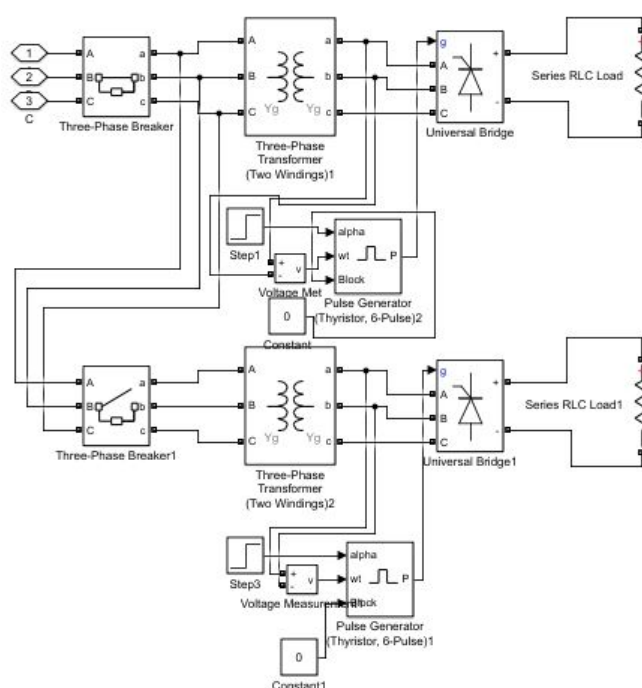 1
2
3
C
A a
B b
C c
Three-Phase Breaker
A a
B b
C c
Yg Yg
Three-Phase
Transformer
(Two Windings)1
g
A
B
C
+
-
Universal Bridge
Series RLC Load
Step1
+
-
v
Voltage Met
alpha
wt
Block
P
Pulse Generator
(Thyristor, 6-Pulse)2
0
Constant
A a
B b
C c
Three-Phase Breaker1
A a
B b
C c
Yg Yg
Three-Phase
Transformer
(Two Windings)2
g
A
B
C
+
-
Universal Bridge1
Series RLC Load1
Step3
+
-
v
Voltage Measurement1
alpha
wt
Block
P
Pulse Generator
(Thyristor, 6-Pulse)1
0
Constant1